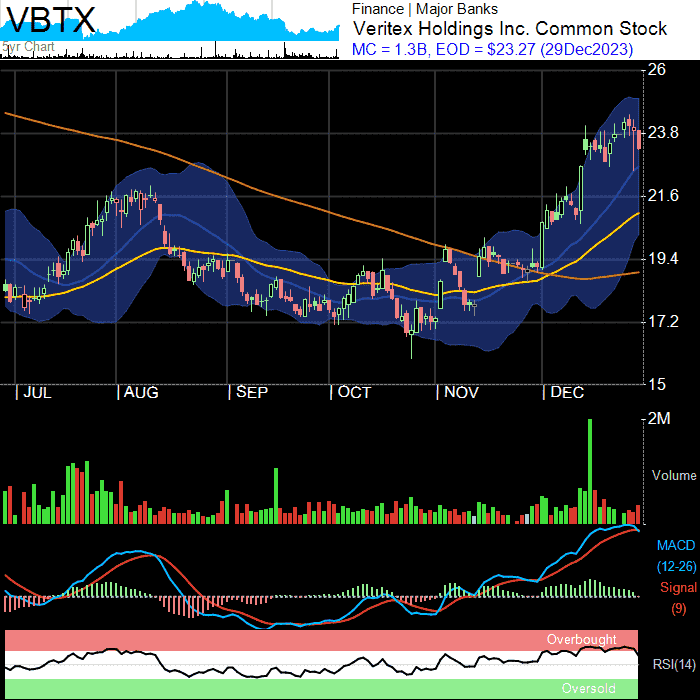 VBTX
5yr Chart
Finance | Major Banks
Veritex Holdings Inc. Common Stock
MC = 1.3B, EOD = $23.27 (29Dec2023)
26
23.8
21.6
19.4
17.2
15
| JUL | AUG | SEP | OCT | NOV | DEC
2M
Volume
MACD
(12-26)
Signal
(9)
Overbought
RSI(14)
Oversold